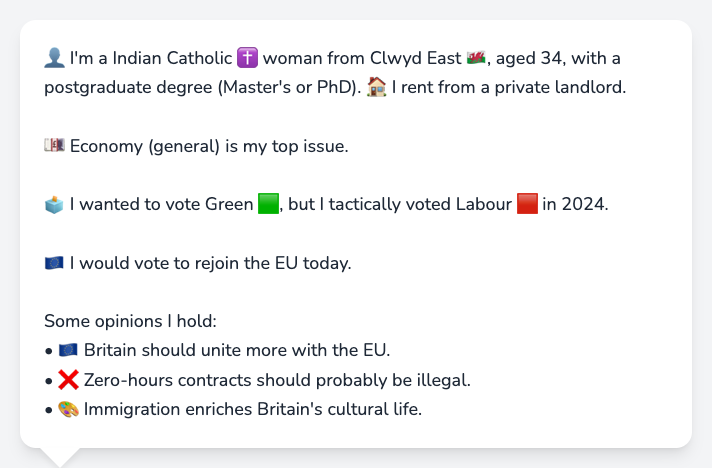 👤 I'm a Indian Catholic ✝️ woman from Clwyd East 🏴󠁧󠁢󠁷󠁬󠁳󠁿, aged 34, with a
postgraduate degree (Master's or PhD). 🏠 I rent from a private landlord.
💷 Economy (general) is my top issue.
🗳️ I wanted to vote Green 🟩, but I tactically voted Labour 🟥 in 2024.
🇪🇺 I would vote to rejoin the EU today.
Some opinions I hold:
• 🇪🇺 Britain should unite more with the EU.
• ❌ Zero-hours contracts should probably be illegal.
• 🎨 Immigration enriches Britain's cultural life.